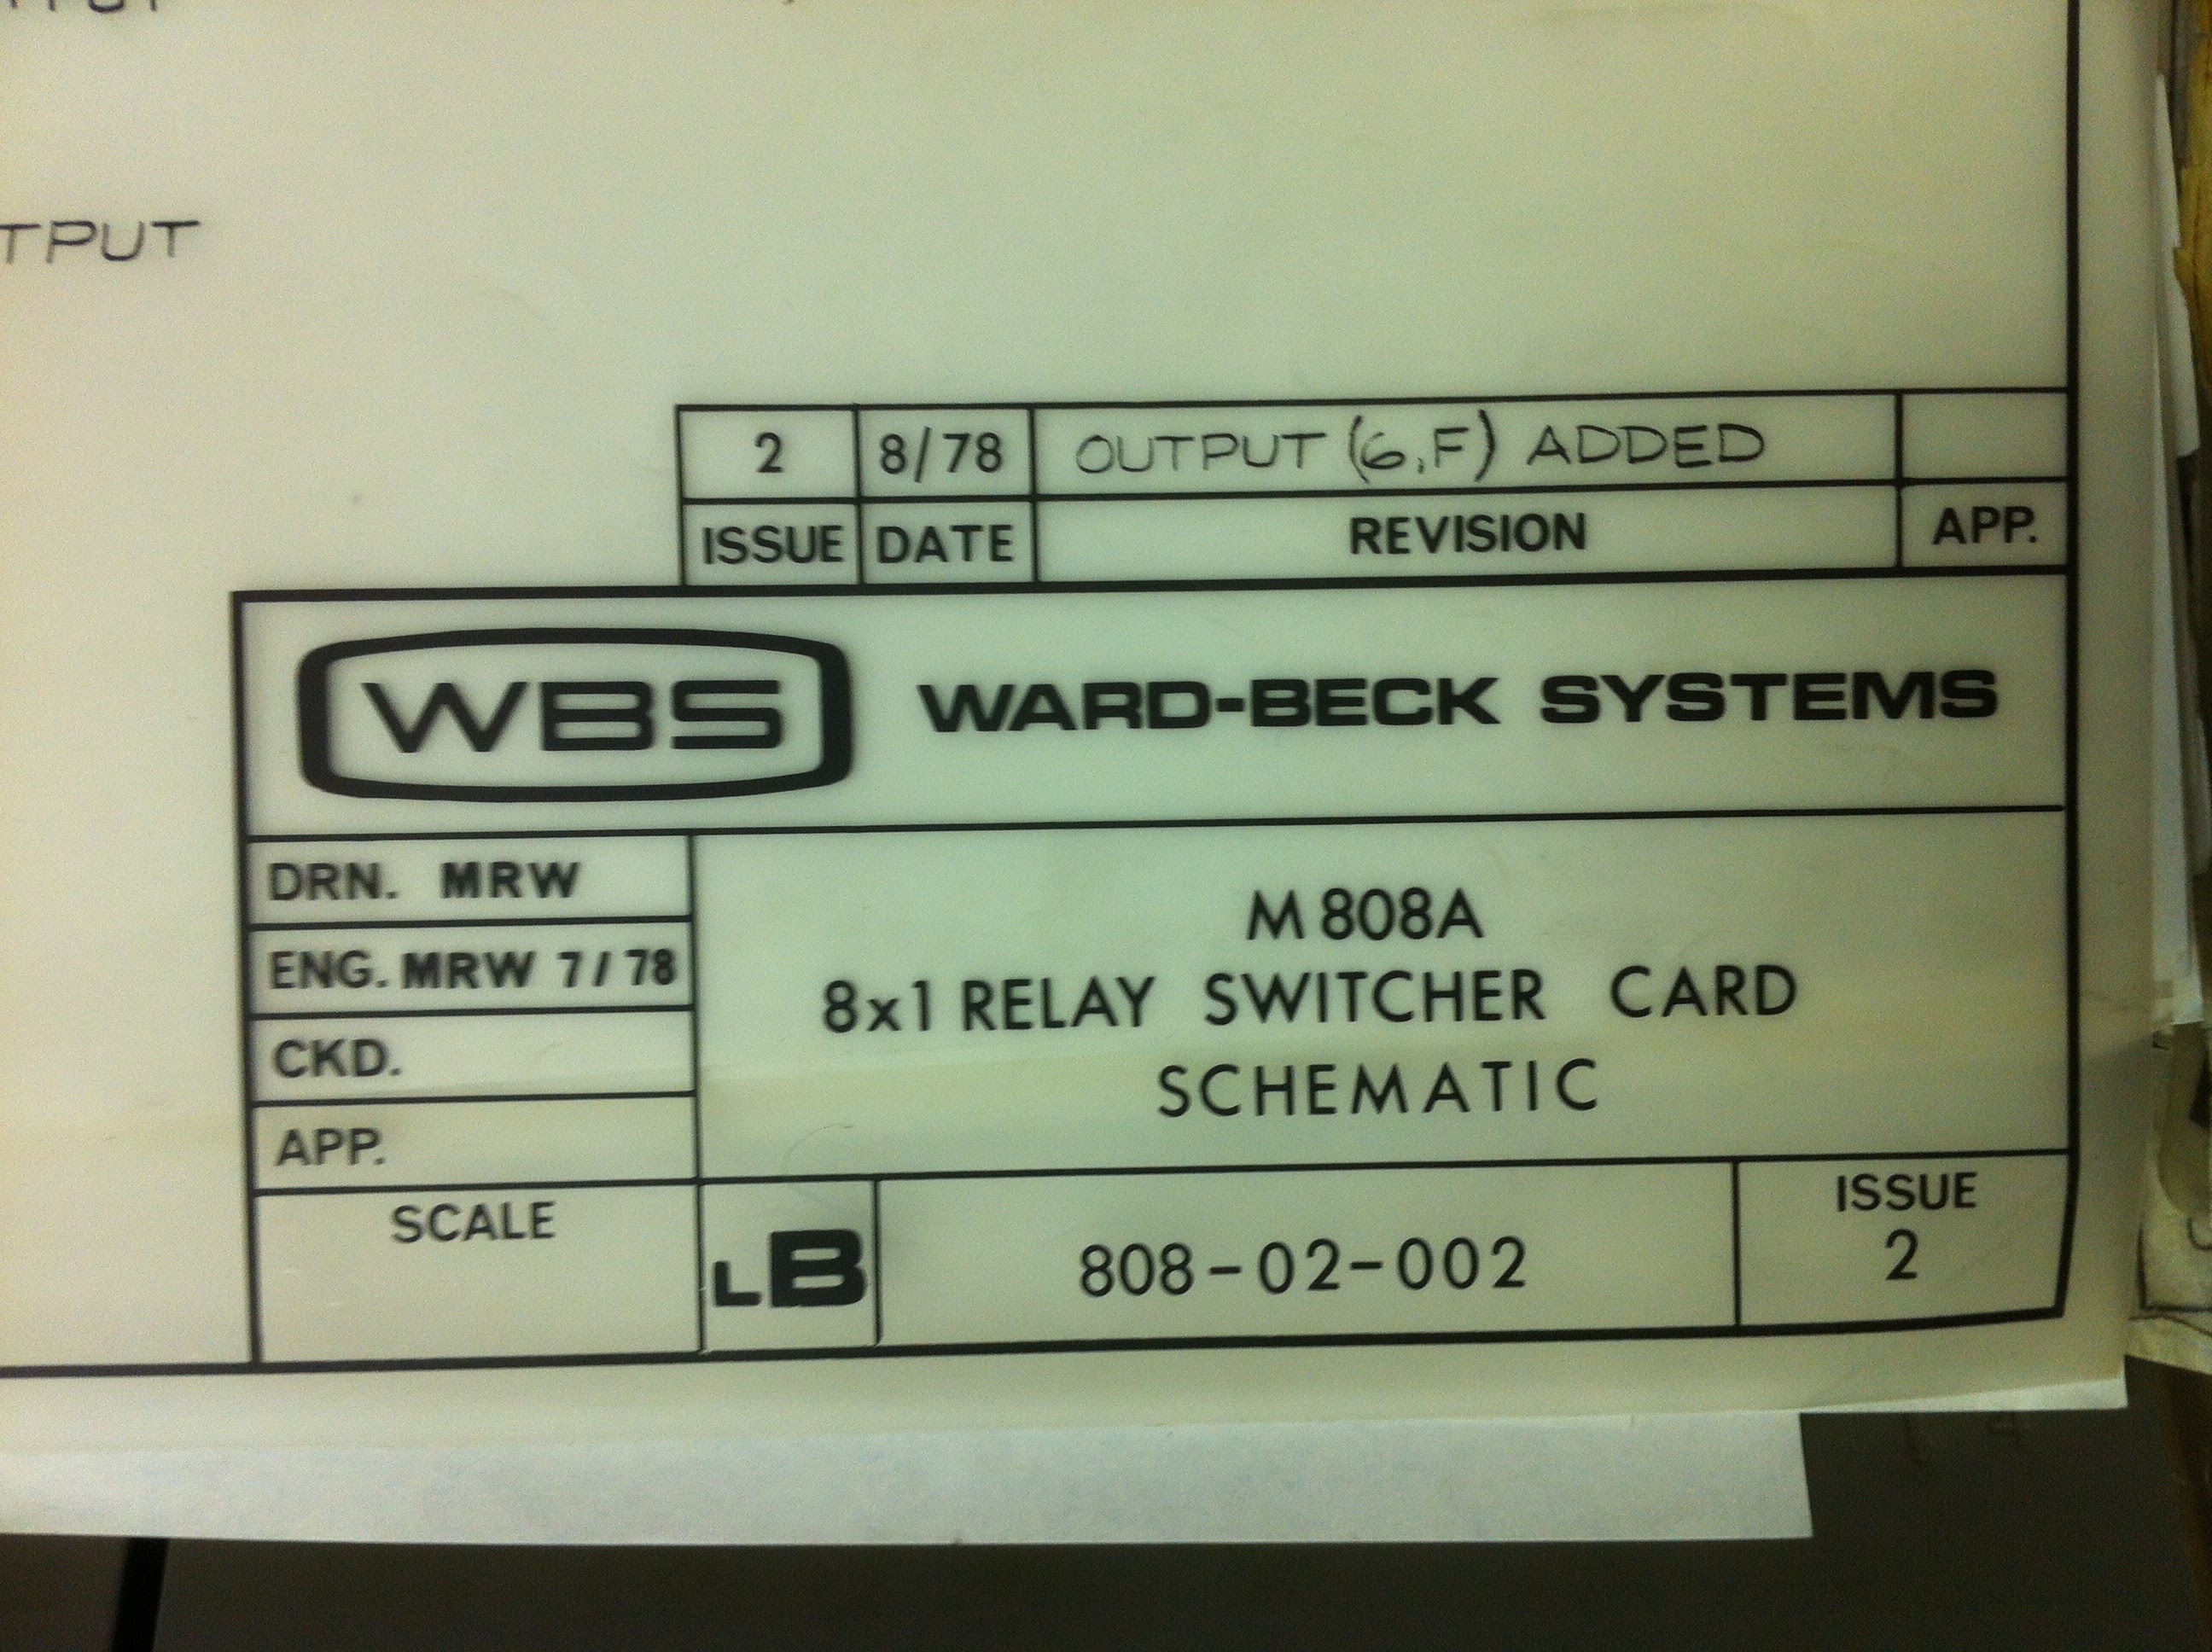 TPUT
2 8/78 OUTPUT (6,F) ADDED
ISSUE DATE REVISION APP.
WBS WARD-BECK SYSTEMS
DRN. MRW
ENG. MRW 7/78
CKD.
APP.
SCALE
M 808A
8x1 RELAY SWITCHER CARD
SCHEMATIC
LB 808-02-002
ISSUE
2